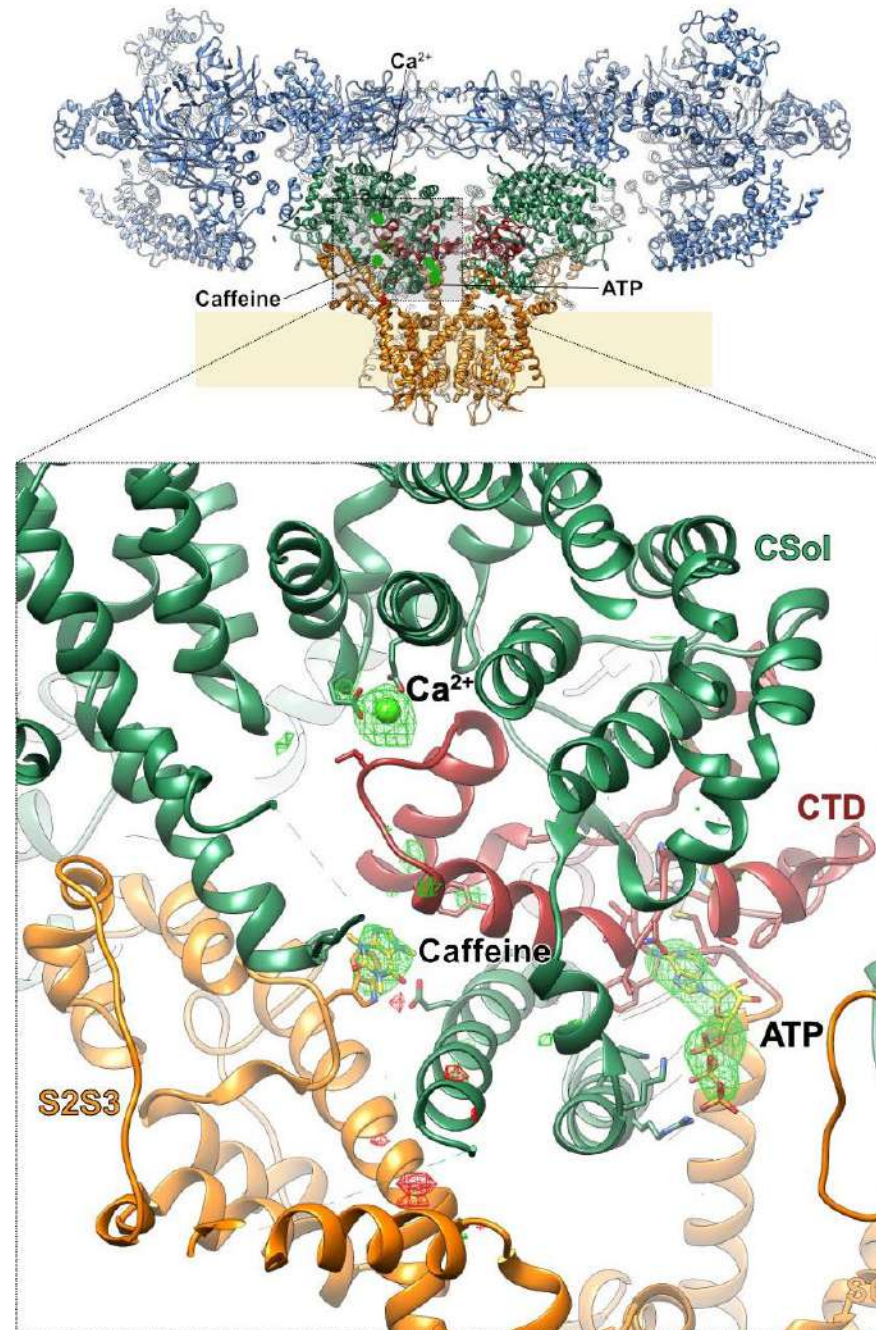 Ca²⁺
Caffeine
ATP
CSol
Ca²⁺
CTD
Caffeine
ATP
S2S3